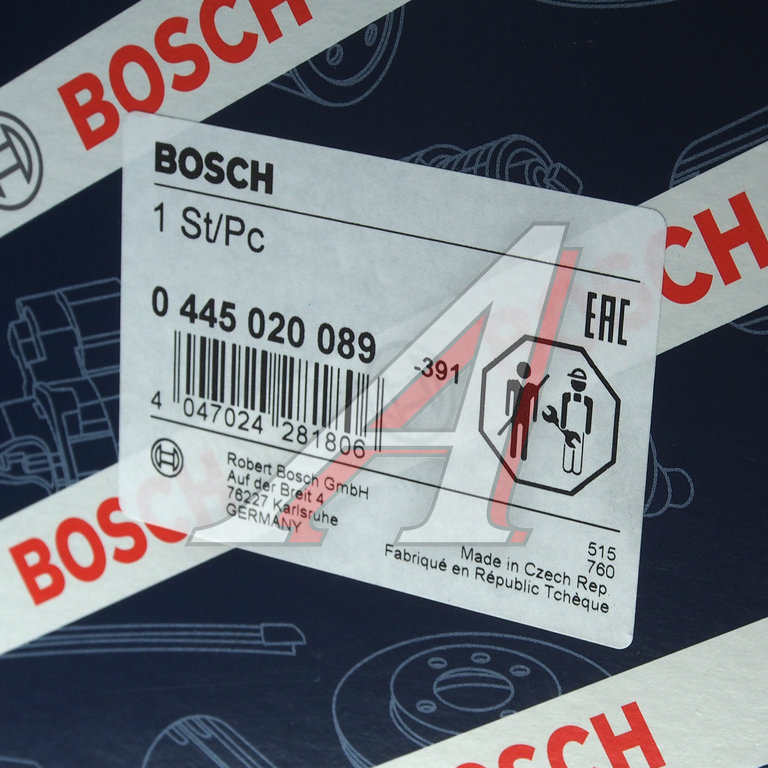 BOSCH
BOSCH
1 St/Pc
EAC
0 445 020 089
-391
4 047024 281806
Robert Bosch GmbH
Auf der Breit 4
76227 Karlsruhe
GERMANY
515
760
Made in Czech Rep
Fabriqué en Républic Tchèque
BOSCH
BOSCH
BOSCH